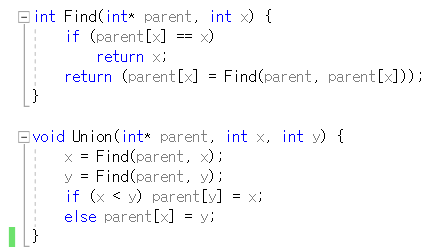 int Find(int* parent, int x) {
    if (parent[x] == x)
        return x;
    return (parent[x] = Find(parent, parent[x]));
}

void Union(int* parent, int x, int y) {
    x = Find(parent, x);
    y = Find(parent, y);
    if (x < y) parent[y] = x;
    else parent[x] = y;
}